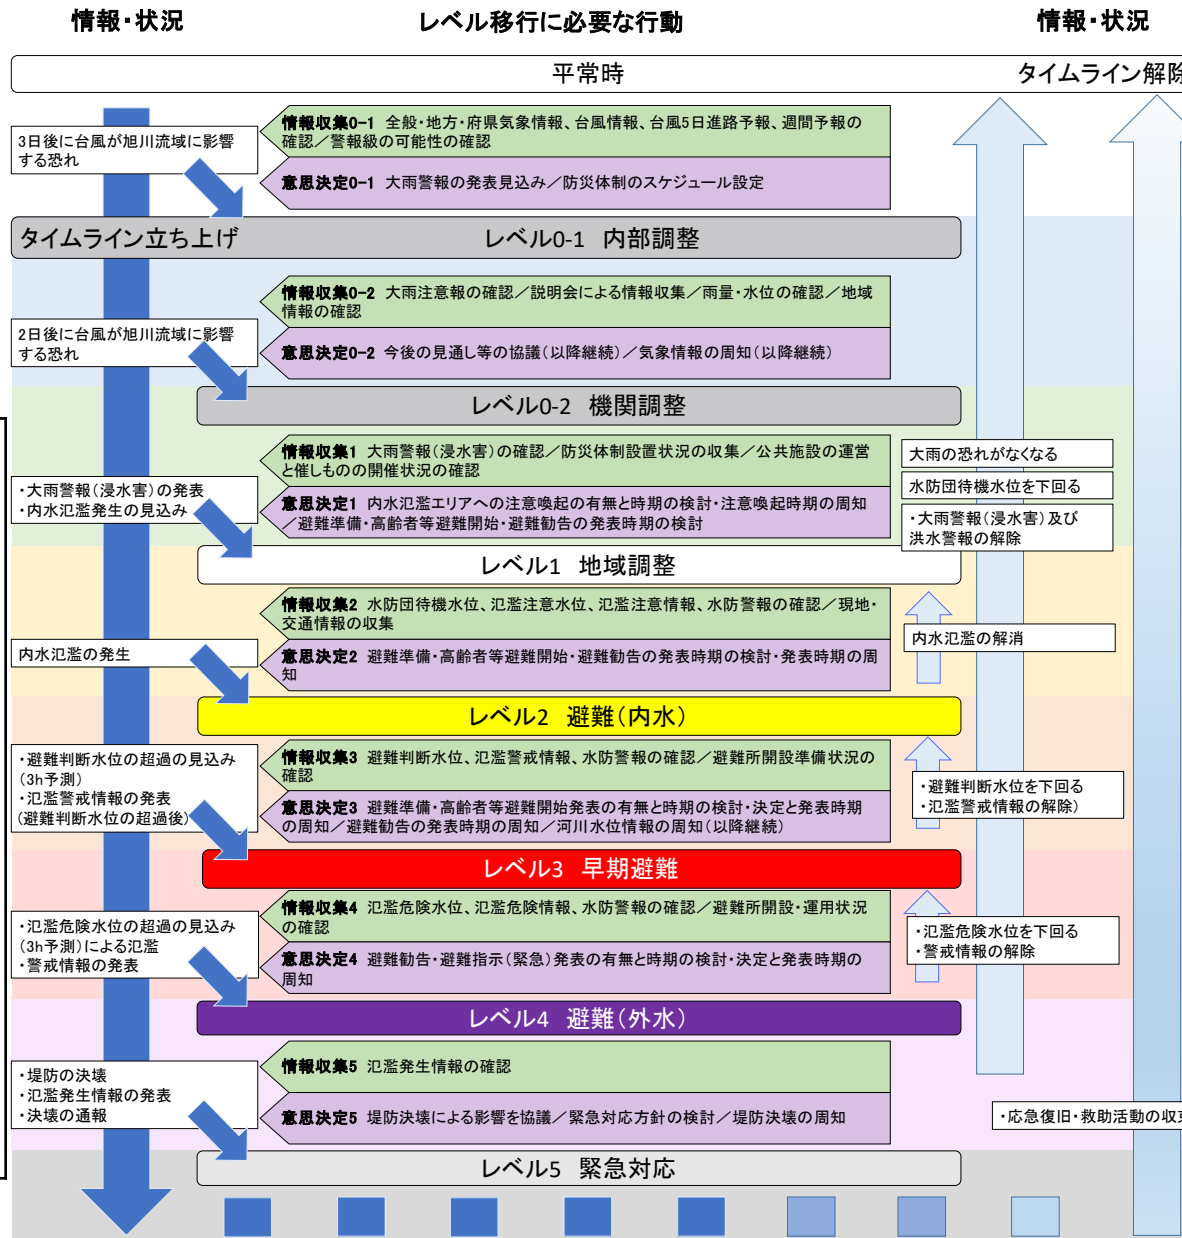 情報・状況
レベル移行に必要な行動
情報・状況
平常時
タイムライン解除
3日後に台風が旭川流域に影響
する恐れ
情報収集0-1 全般・地方・府県気象情報、台風情報、台風5日進路予報、週間予報の
確認／警報級の可能性の確認
意思決定0-1 大雨警報の発表見込み／防災体制のスケジュール設定
タイムライン立ち上げ
レベル0-1 内部調整
情報収集0-2 大雨注意報の確認／説明会による情報収集／雨量・水位の確認／地域
情報の確認
2日後に台風が旭川流域に影響
する恐れ
意思決定0-2 今後の見通し等の協議(以降継続)／気象情報の周知(以降継続)
レベル0-2 機関調整
情報収集1 大雨警報(浸水害)の確認／防災体制設置状況の収集／公共施設の運営
と催しものの開催状況の確認
・大雨警報(浸水害)の発表
・内水氾濫発生の見込み
意思決定1 内水氾濫エリアへの注意喚起の有無と時期の検討・注意喚起時期の周知
／避難準備・高齢者等避難開始・避難勧告の発表時期の検討
大雨の恐れがなくなる
水防団待機水位を下回る
・大雨警報(浸水害)及び
洪水警報の解除
レベル1 地域調整
情報収集2 水防団待機水位、氾濫注意水位、氾濫注意情報、水防警報の確認／現地・
交通情報の収集
内水氾濫の発生
意思決定2 避難準備・高齢者等避難開始・避難勧告の発表時期の検討・発表時期の周
知
内水氾濫の解消
レベル2 避難(内水)
情報収集3 避難判断水位、氾濫警戒情報、水防警報の確認／避難所開設準備状況の
確認
・避難判断水位の超過の見込み
(3h予測)
・氾濫警戒情報の発表
(避難判断水位の超過後)
意思決定3 避難準備・高齢者等避難開始発表の有無と時期の検討・決定と発表時期
の周知／避難勧告の発表時期の周知／河川水位情報の周知(以降継続)
・避難判断水位を下回る
・氾濫警戒情報の解除)
レベル3 早期避難
情報収集4 氾濫危険水位、氾濫危険情報、水防警報の確認／避難所開設・運用状況
の確認
・氾濫危険水位の超過の見込み
(3h予測)による氾濫
・警戒情報の発表
意思決定4 避難勧告・避難指示(緊急)発表の有無と時期の検討・決定と発表時期の
周知
・氾濫危険水位を下回る
・警戒情報の解除
レベル4 避難(外水)
情報収集5 氾濫発生情報の確認
・堤防の決壊
・氾濫発生情報の発表
・決壊の通報
意思決定5 堤防決壊による影響を協議／緊急対応方針の検討／堤防決壊の周知
・応急復旧・救助活動の収
レベル5 緊急対応